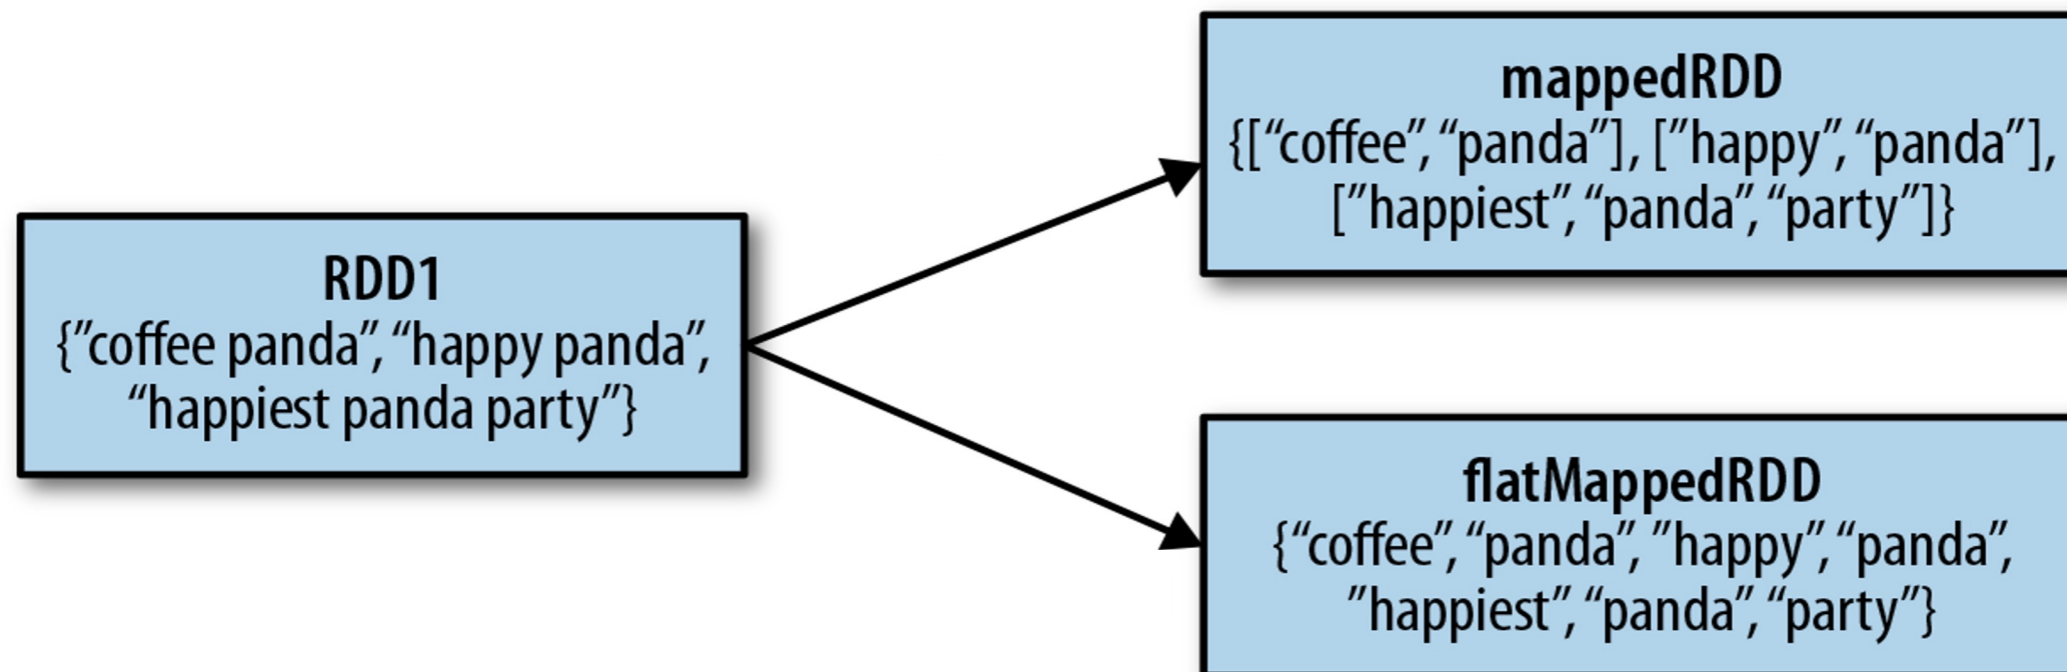 RDD1
{”coffee panda”, “happy panda”,
“happiest panda party”}
mappedRDD
{[“coffee”, “panda”], [”happy”, “panda”],
[”happiest”, “panda”, “party”]}
flatMappedRDD
{“coffee”, “panda”, ”happy”, “panda”,
”happiest”, “panda”, “party”}